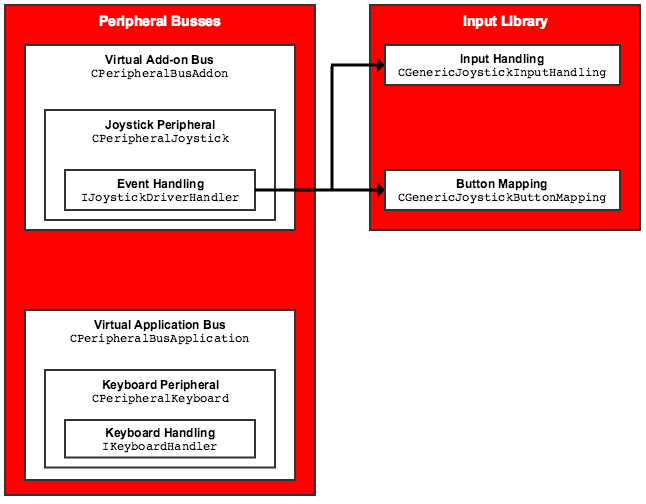 Peripheral Busses
Virtual Add-on Bus
CPeripheralBusAddon
Joystick Peripheral
CPeripheralJoystick
Event Handling
IJoystickDriverHandler
Virtual Application Bus
CPeripheralBusApplication
Keyboard Peripheral
CPeripheralKeyboard
Keyboard Handling
IKeyboardHandler
Input Library
Input Handling
CGenericJoystickInputHandling
Button Mapping
CGenericJoystickButtonMapping